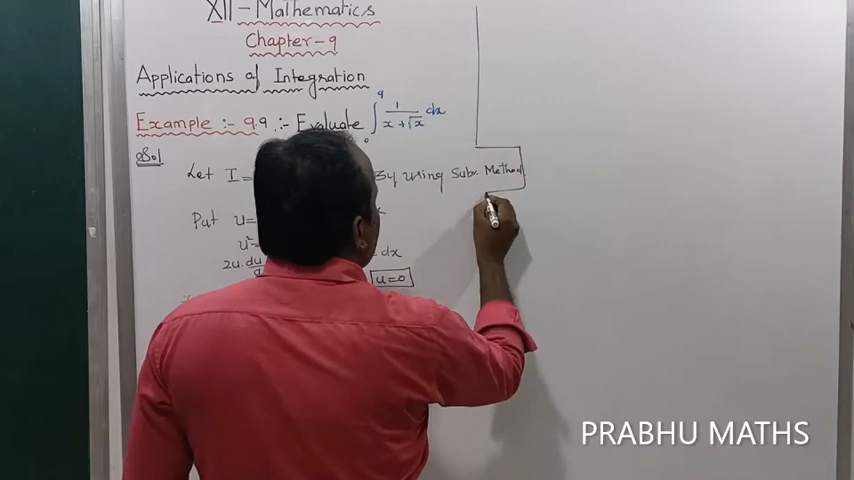 XII - Mathematics
Chapter - 9
Applications of Integration
Example :- 9.9 :- Evaluate ∫₀⁹ 1/(x+√x) dx
Sol
Let I = By using Subs. Method
Put u =
u² =
2u. du dx
u=0
PRABHU MATHS